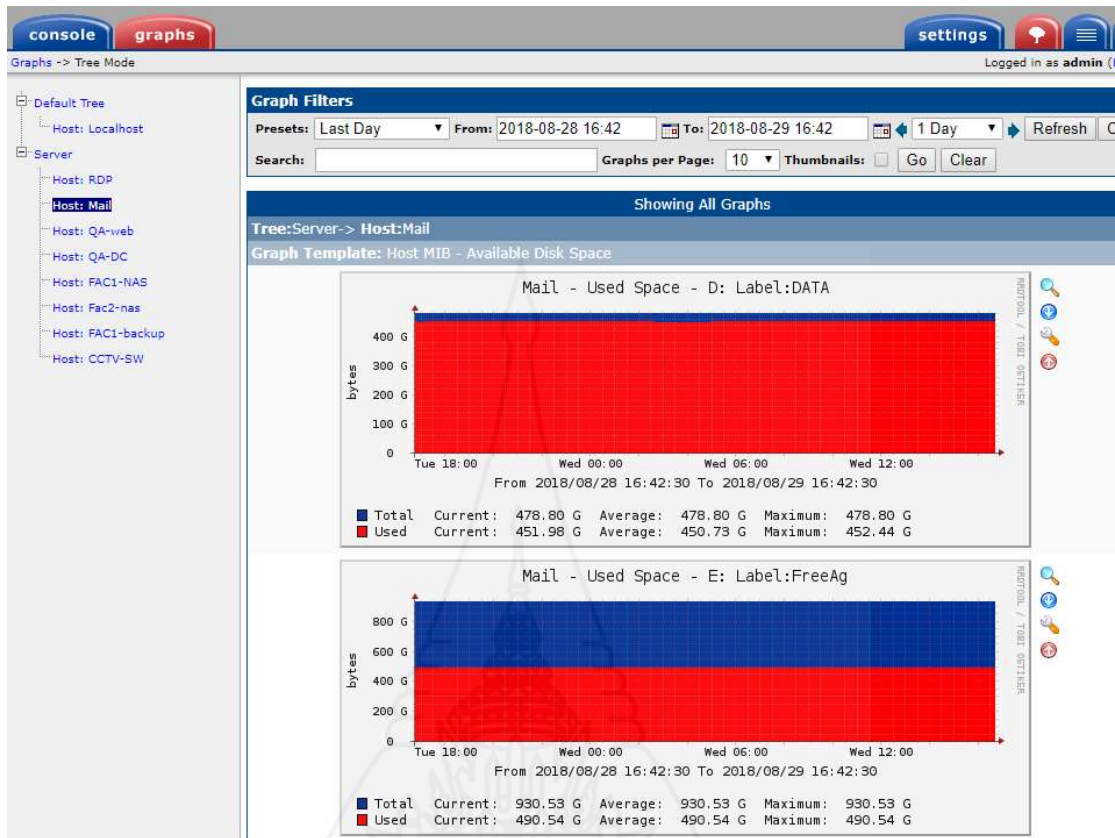 console graphs settings
Graphs -> Tree Mode Logged in as admin (
Default Tree
Host: Localhost
Server
Host: RDP
Host: Mail
Host: QA-web
Host: QA-DC
Host: FAC1-NAS
Host: Fac2-nas
Host: FAC1-backup
Host: CCTV-SW
Graph Filters
Presets: Last Day From: 2018-08-28 16:42 To: 2018-08-29 16:42 1 Day Refresh
Search: Graphs per Page: 10 Thumbnails: Go Clear
Showing All Graphs
Tree:Server-> Host:Mail
Graph Template: Host MIB - Available Disk Space
Mail - Used Space - D: Label:DATA
RRDTOOL / TOBI OETIKER
bytes
400 G
300 G
200 G
100 G
0
Tue 18:00 Wed 00:00 Wed 06:00 Wed 12:00
From 2018/08/28 16:42:30 To 2018/08/29 16:42:30
Total Current: 478.80 G Average: 478.80 G Maximum: 478.80 G
Used Current: 451.98 G Average: 450.73 G Maximum: 452.44 G
Mail - Used Space - E: Label:FreeAg
RRDTOOL / TOBI OETIKER
bytes
800 G
600 G
400 G
200 G
0
Tue 18:00 Wed 00:00 Wed 06:00 Wed 12:00
From 2018/08/28 16:42:30 To 2018/08/29 16:42:30
Total Current: 930.53 G Average: 930.53 G Maximum: 930.53 G
Used Current: 490.54 G Average: 490.54 G Maximum: 490.54 G